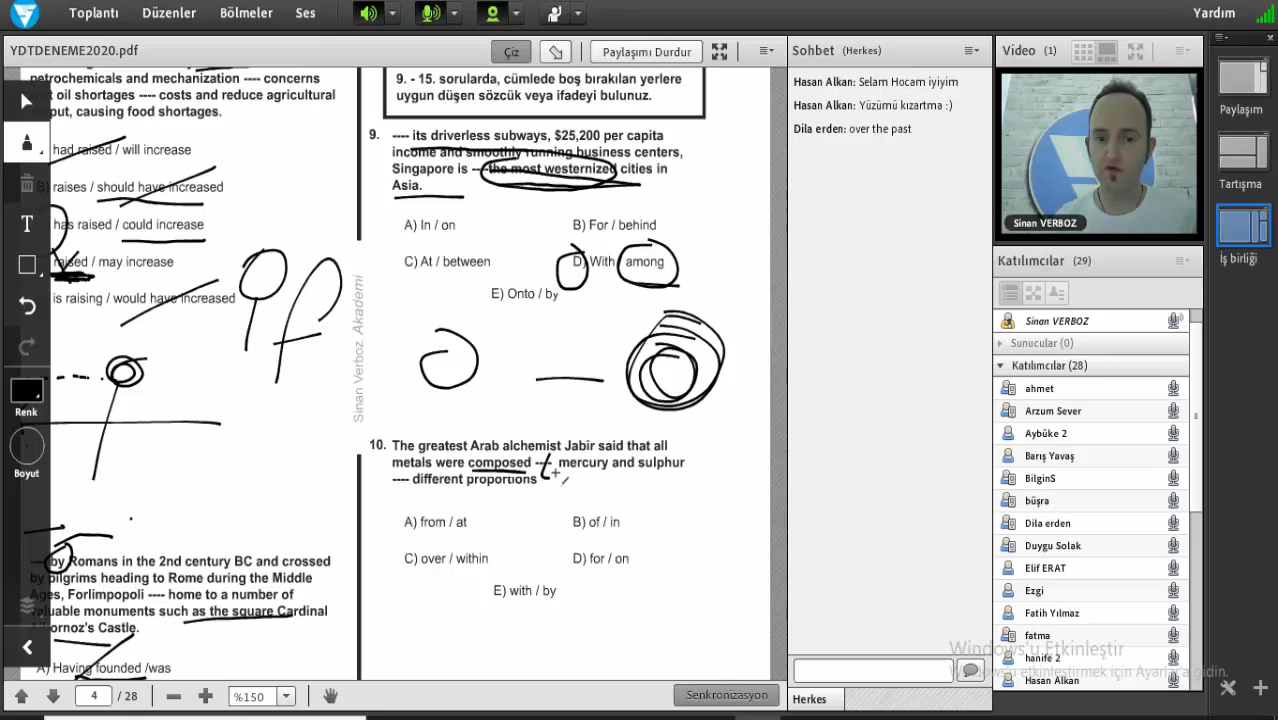 Toplantı Düzenler Bölmeler Ses Yardım
YDTDENEME2020.pdf
Çiz
Paylaşımı Durdur
petrochemicals and mechanization ---- concerns
oil shortages ---- costs and reduce agricultural
put, causing food shortages.
had raised / will increase
B) raises / should have increased
has raised / could increase
raised / may increase
is raising / would have increased
by Romans in the 2nd century BC and crossed
by pilgrims heading to Rome during the Middle
Ages, Forlimpopoli ---- home to a number of
valuable monuments such as the square Cardinal
ornoz's Castle.
A) Having founded /was
Sinan Verboz Akademi
9. - 15. sorularda, cümlede boş bırakılan yerlere
uygun düşen sözcük veya ifadeyi bulunuz.
9. ---- its driverless subways, $25,200 per capita
income and smoothly running business centers,
Singapore is ---- the most westernized cities in
Asia.
A) In / on B) For / behind
C) At / between D) With / among
E) Onto / by
10. The greatest Arab alchemist Jabir said that all
metals were composed ---- mercury and sulphur
---- different proportions
A) from / at B) of / in
C) over / within D) for / on
E) with / by
T
Renk
Boyut
4 / 28
%150
Senkronizasyon
Sohbet (Herkes)
Hasan Alkan: Selam Hocam iyiyim
Hasan Alkan: Yüzümü kızartma :)
Dila erden: over the past
Herkes
Video (1)
Sinan VERBOZ
Katılımcılar (29)
Sinan VERBOZ
Sunucular (0)
Katılımcılar (28)
ahmet
Arzum Sever
Aybüke 2
Barış Yavaş
BilginS
büşra
Dila erden
Duygu Solak
Elif ERAT
Ezgi
Fatih Yılmaz
fatma
hanife 2
Hasan Alkan
Windows'u Etkinleştir
Windows'u etkinleştirmek için Ayarlar'a gidin.
Paylaşım
Tartışma
İş birliği